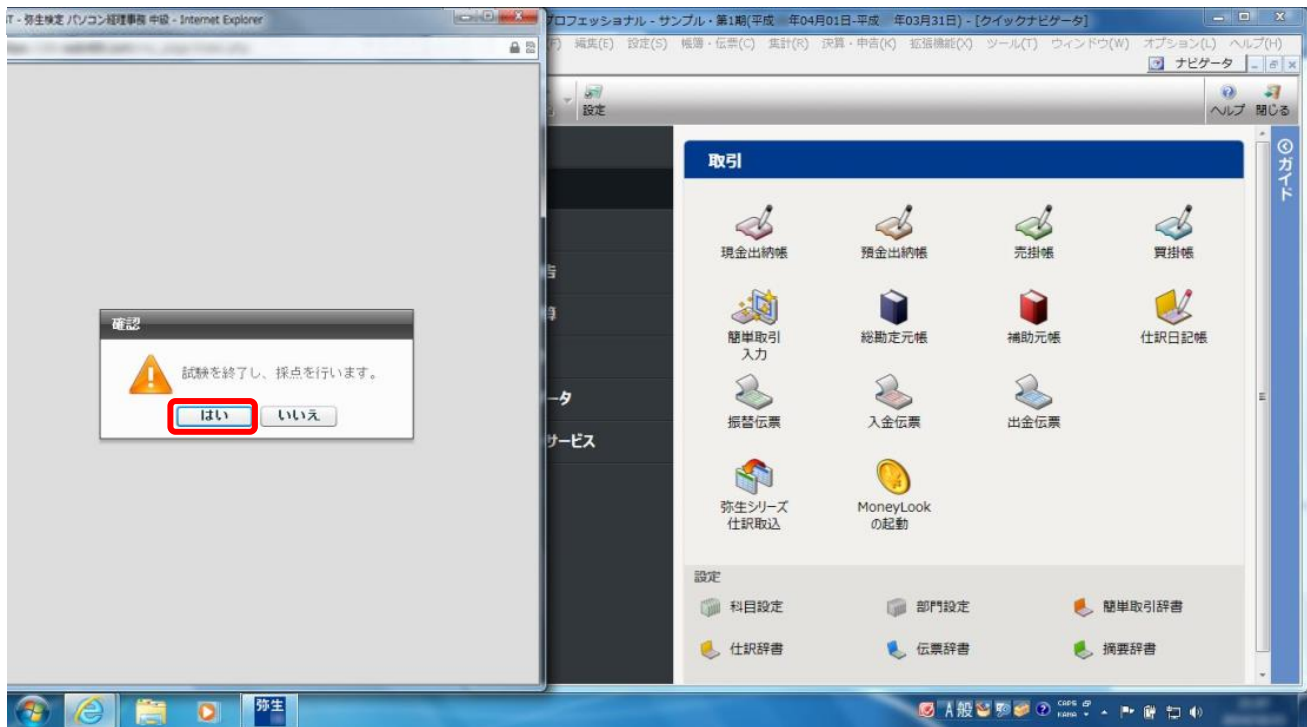 T - 弥生検定 パソコン経理事務 中級 - Internet Explorer
確認
試験を終了し、採点を行います。
はい
いいえ
プロフェッショナル - サンプル・第1期(平成 年04月01日-平成 年03月31日) - [クイックナビゲータ]
編集(E) 設定(S) 帳簿・伝票(C) 集計(R) 決算・申告(K) 拡張機能(X) ツール(T) ウィンドウ(W) オプション(L) ヘルプ(H)
ナビゲータ
設定
ヘルプ 閉じる
ガイド
ータ
サービス
取引
現金出納帳
預金出納帳
売掛帳
買掛帳
簡単取引
入力
総勘定元帳
補助元帳
仕訳日記帳
振替伝票
入金伝票
出金伝票
弥生シリーズ
仕訳取込
MoneyLook
の起動
設定
科目設定
部門設定
簡単取引辞書
仕訳辞書
伝票辞書
摘要辞書
弥生
A 般
CAPS
KANA